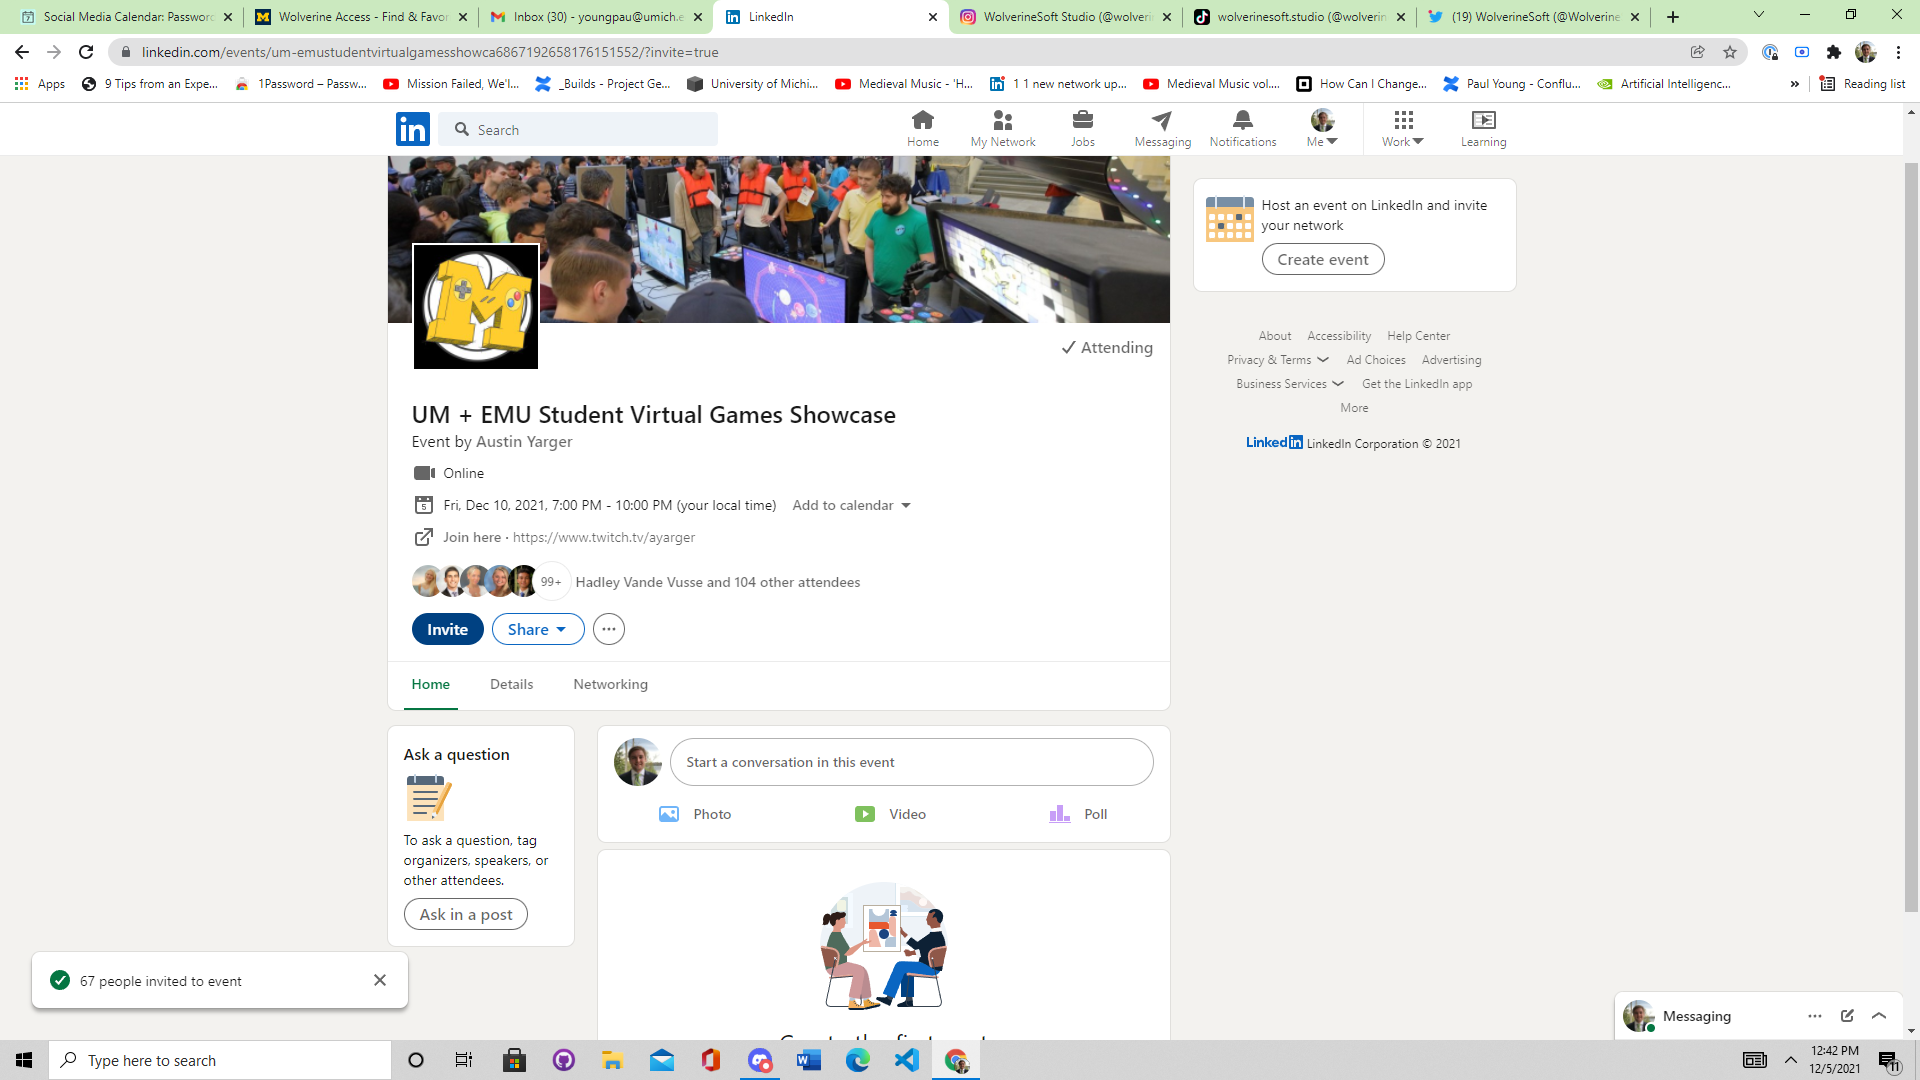 Social Media Calendar: Password
Wolverine Access - Find & Favor
Inbox (30) - youngpau@umich.e
LinkedIn
WolverineSoft Studio (@wolverin
wolverinesoft.studio (@wolverin
(19) WolverineSoft (@Wolverine
linkedin.com/events/um-emustudentvirtualgamesshowca6867192658176151552/?invite=true
Apps
9 Tips from an Expe...
1Password – Passw...
Mission Failed, We'l...
_Builds - Project Ge...
University of Michi...
Medieval Music - 'H...
1 1 new network up...
Medieval Music vol....
How Can I Change...
Paul Young - Conflu...
Artificial Intelligenc...
»
Reading list
in
Search
Home
My Network
Jobs
Messaging
Notifications
Me
Work
Learning
M
Attending
UM + EMU Student Virtual Games Showcase
Event by Austin Yarger
Online
Fri, Dec 10, 2021, 7:00 PM - 10:00 PM (your local time)
Add to calendar
Join here · https://www.twitch.tv/ayarger
99+
Hadley Vande Vusse and 104 other attendees
Invite
Share
Home
Details
Networking
Host an event on LinkedIn and invite
your network
Create event
About
Accessibility
Help Center
Privacy & Terms
Ad Choices
Advertising
Business Services
Get the LinkedIn app
More
LinkedIn LinkedIn Corporation © 2021
Ask a question
To ask a question, tag
organizers, speakers, or
other attendees.
Ask in a post
Start a conversation in this event
Photo
Video
Poll
67 people invited to event
Messaging
Type here to search
12:42 PM
12/5/2021
11